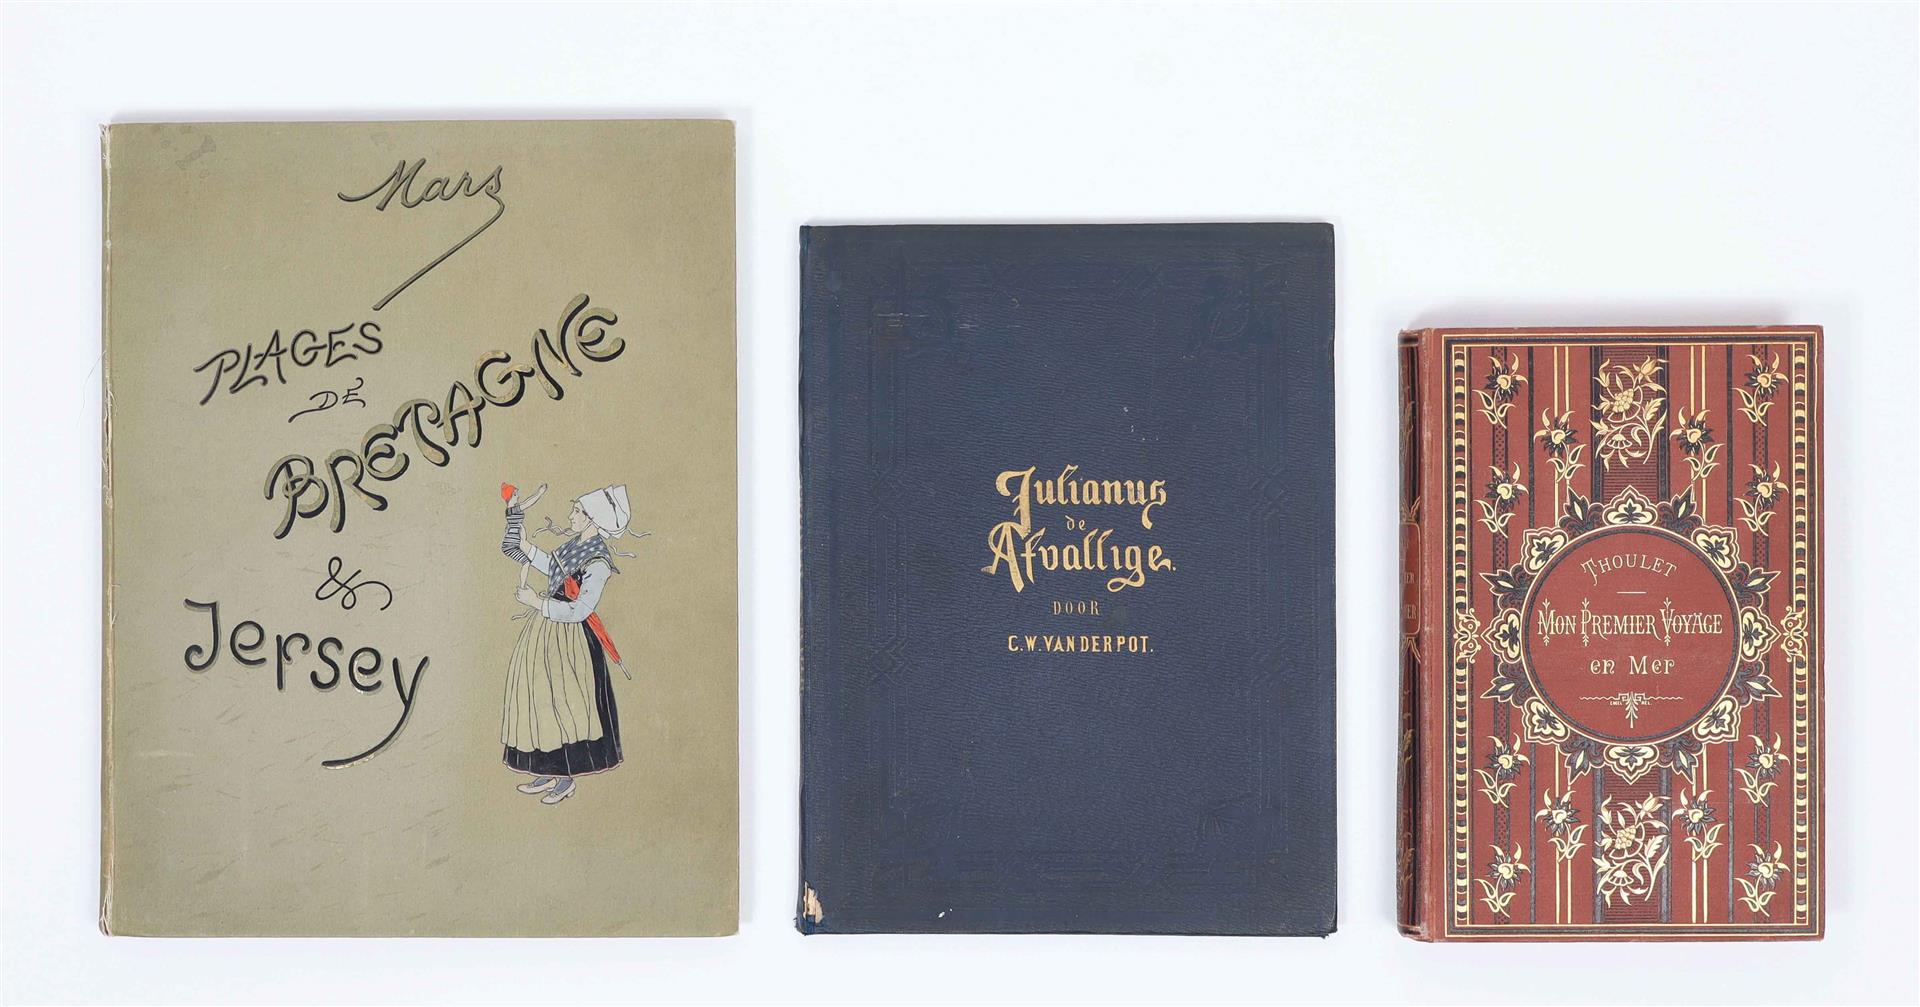 Mars
PLAGES
DE
BRETAGNE
&
Jersey
Julianus
de
Afvallige.
DOOR
C.W. VAN DER POT.
THOULET
MON PREMIER VOYAGE
en Mer